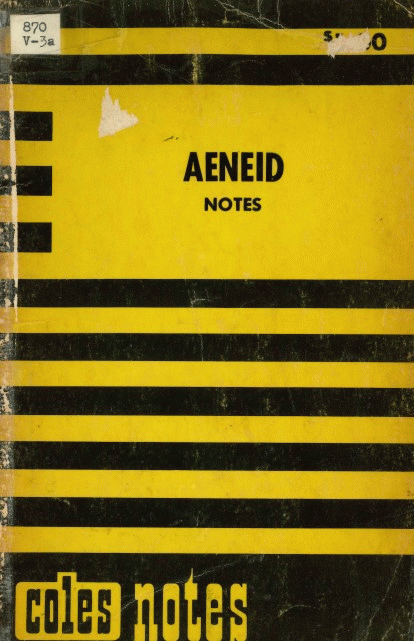 870
V-3a
AENEID
NOTES
coles notes